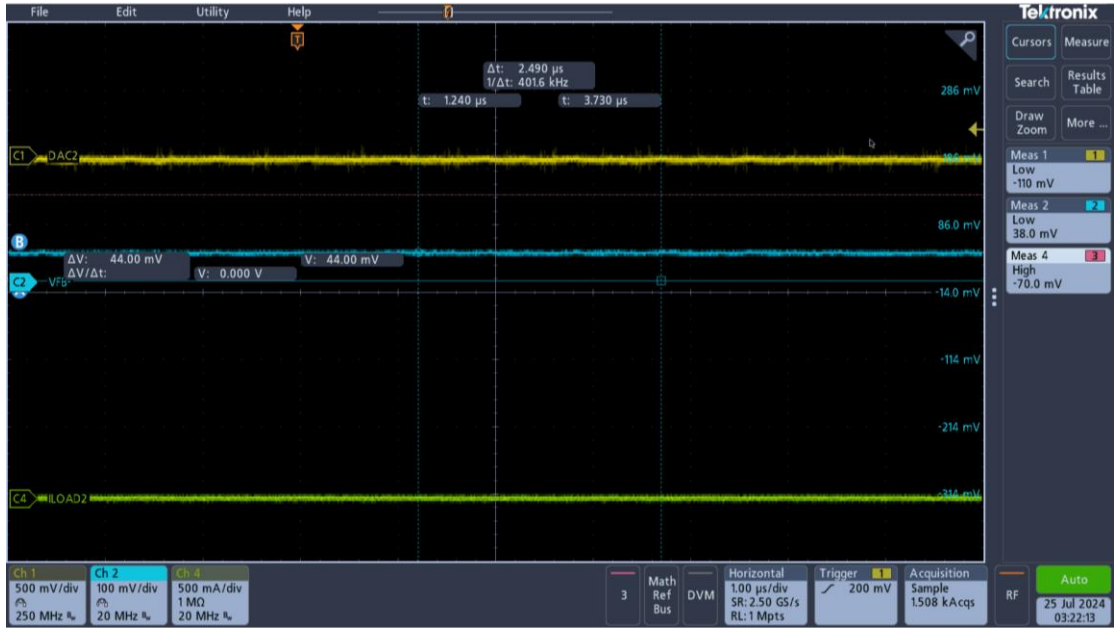 File Edit Utility Help
Tektronix
Cursors Measure
Search Results Table
Draw Zoom More ...
T
Δt: 2.490 µs
1/Δt: 401.6 kHz
t: 1.240 µs t: 3.730 µs
286 mV
C1 DAC2
86.0 mV
B
ΔV: 44.00 mV
ΔV/Δt:
V: 0.000 V
V: 44.00 mV
C2 VFb-
-14.0 mV
-114 mV
-214 mV
C4 ILOAD2
-314 mV
Meas 1 1
Low
-110 mV
Meas 2 2
Low
38.0 mV
Meas 4 3
High
-70.0 mV
Ch 1
500 mV/div
250 MHz
Ch 2
100 mV/div
20 MHz
Ch 4
500 mA/div
1 MΩ
20 MHz
3
Math
Ref
Bus
DVM
Horizontal
1.00 µs/div
SR: 2.50 GS/s
RL: 1 Mpts
Trigger 1
200 mV
Acquisition
Sample
1.508 kAcqs
RF
Auto
25 Jul 2024
03:22:13